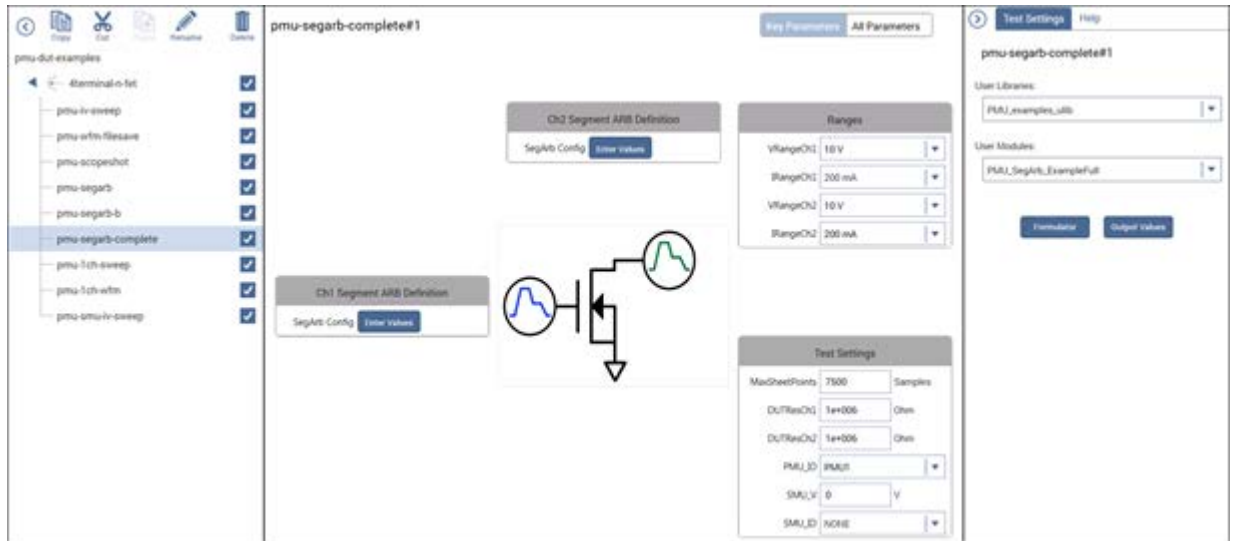 Copy Cut Paste Rename Delete
pmu-dut-examples
4terminal-n-fet
pmu-iv-sweep
pmu-wfm-filesave
pmu-scopeshot
pmu-segarb
pmu-segarb-b
pmu-segarb-complete
pmu-1ch-sweep
pmu-1ch-wfm
pmu-smu-iv-sweep
pmu-segarb-complete#1
Key Parameters All Parameters
Ch2 Segment ARB Definition
SegArb Config Enter Values
Ch1 Segment ARB Definition
SegArb Config Enter Values
Ranges
VRangeCh1 10 V
IRangeCh1 200 mA
VRangeCh2 10 V
IRangeCh2 200 mA
Test Settings
MaxSheetPoints 7500 Samples
DUTResCh1 1e+006 Ohm
DUTResCh2 1e+006 Ohm
PMU_ID PMU1
SMU_V 0 V
SMU_ID NONE
Test Settings Help
pmu-segarb-complete#1
User Libraries:
PMU_examples_ulib
User Modules:
PMU_SegArb_ExampleFull
Formulator Output Values